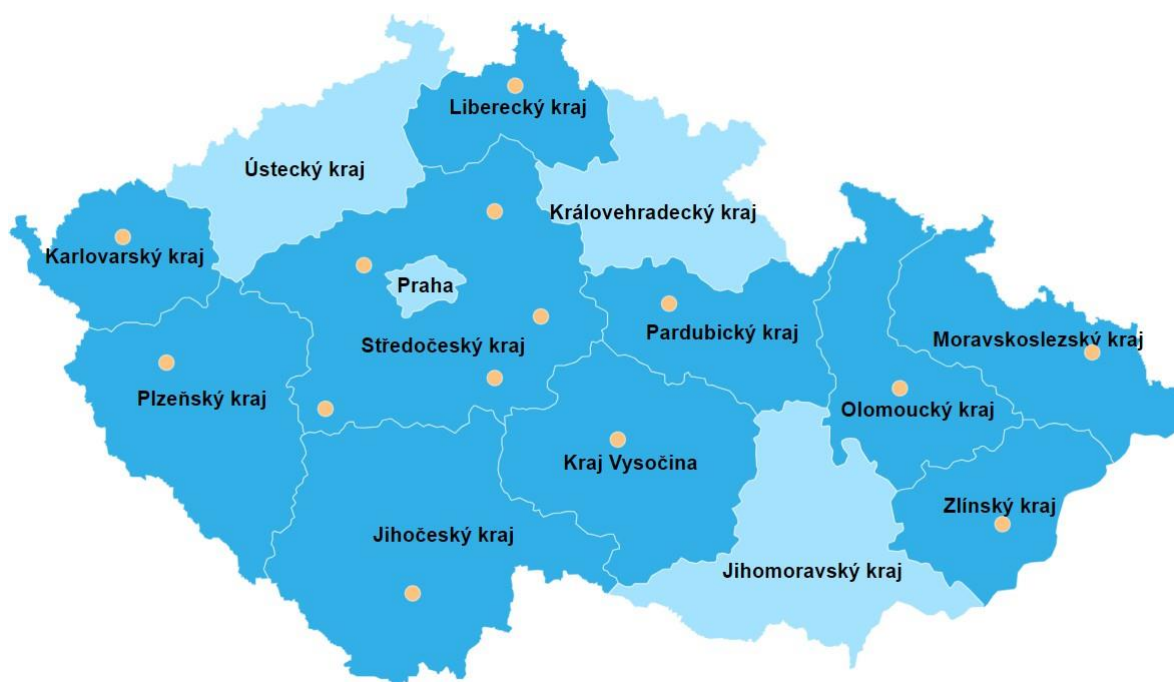 Liberecký kraj
Ústecký kraj
Královehradecký kraj
Karlovarský kraj
Praha
Pardubický kraj
Moravskoslezský kraj
Středočeský kraj
Plzeňský kraj
Olomoucký kraj
Kraj Vysočina
Zlínský kraj
Jihočeský kraj
Jihomoravský kraj